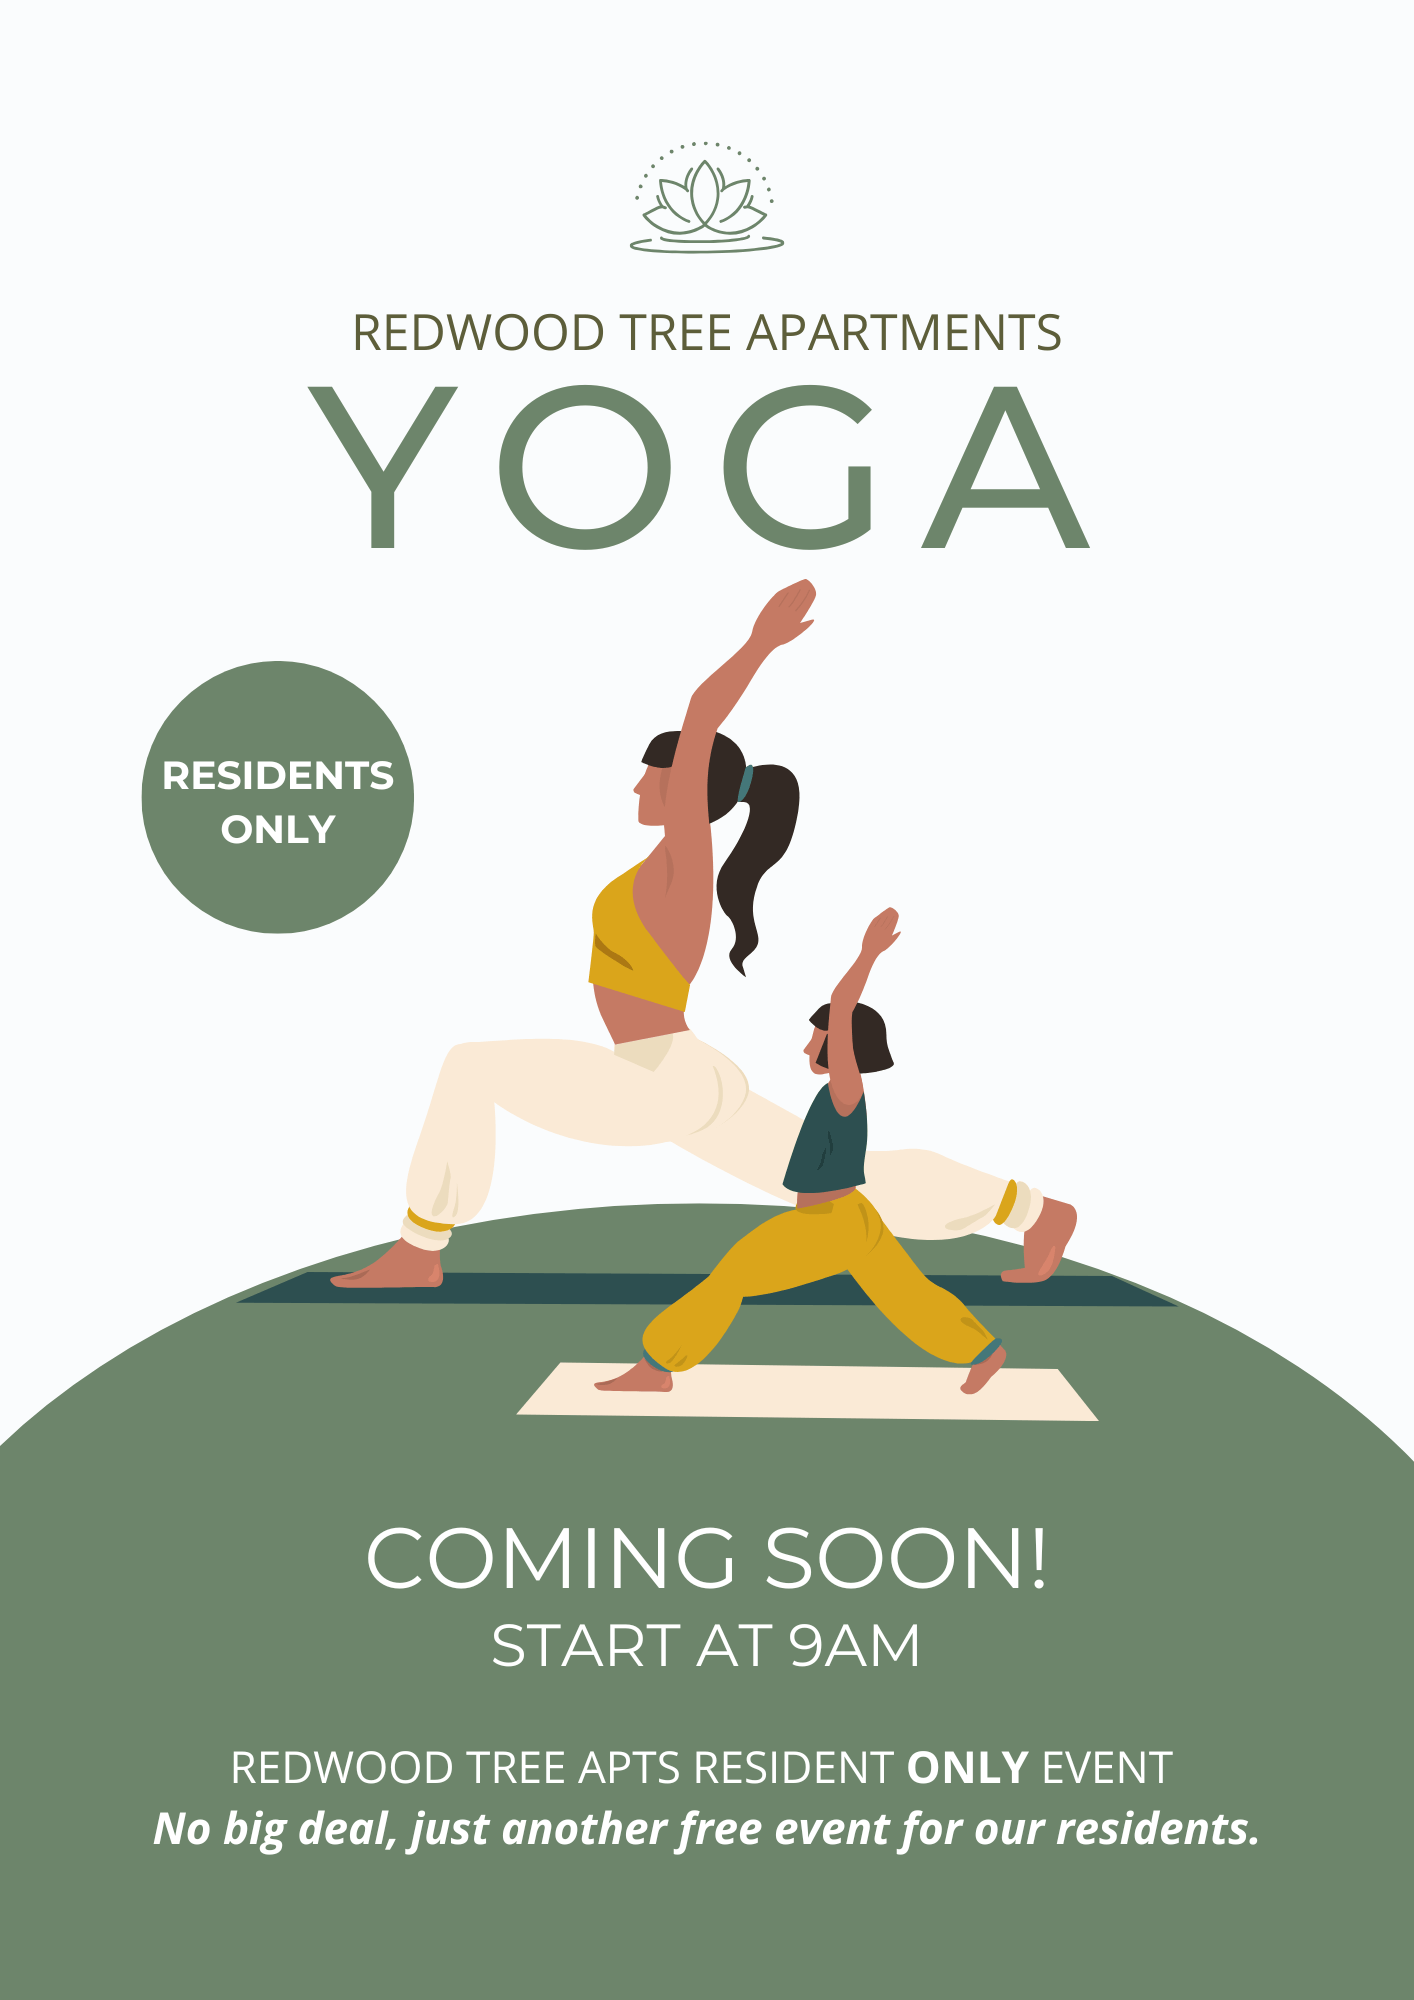 REDWOOD TREE APARTMENTS
YOGA
RESIDENTS
ONLY
COMING SOON!
START AT 9AM
REDWOOD TREE APTS RESIDENT ONLY EVENT
No big deal, just another free event for our residents.